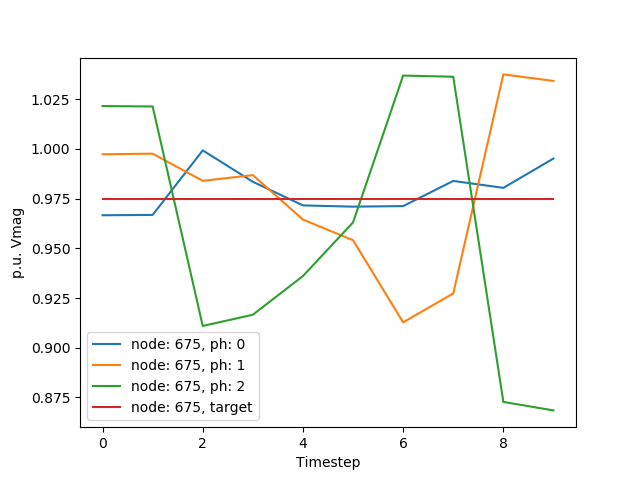 1.025
1.000
0.975
0.950
0.925
0.900
0.875
p.u. Vmag
node: 675, ph: 0
node: 675, ph: 1
node: 675, ph: 2
node: 675, target
0 2 4 6 8
Timestep